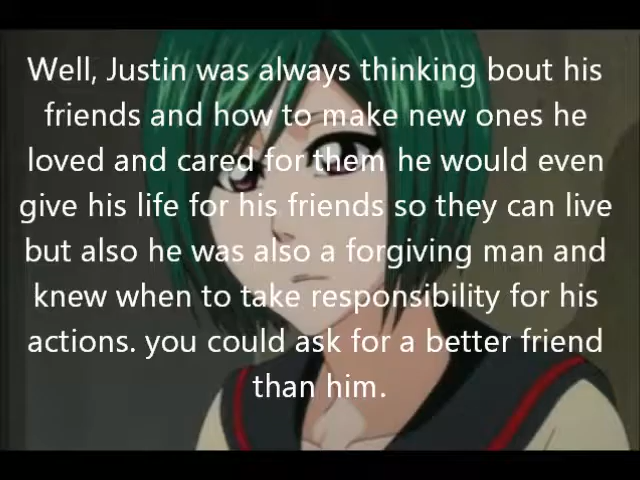 Well, Justin was always thinking bout his
friends and how to make new ones he
loved and cared for them he would even
give his life for his friends so they can live
but also he was also a forgiving man and
knew when to take responsibility for his
actions. you could ask for a better friend
than him.